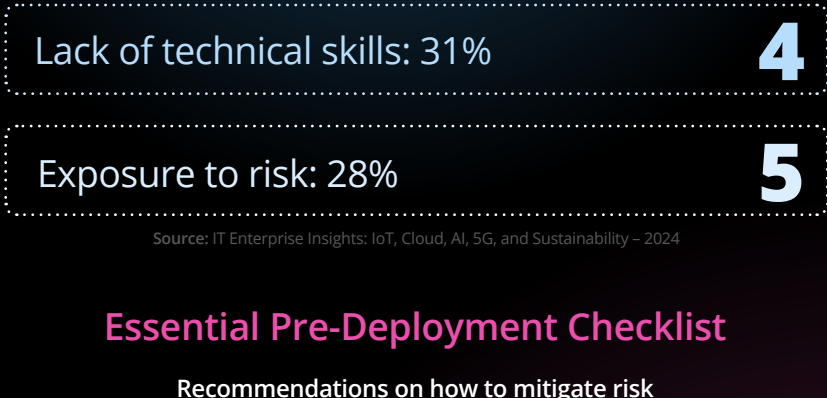 Lack of technical skills: 31% 4
Exposure to risk: 28% 5
Source: IT Enterprise Insights: IoT, Cloud, AI, 5G, and Sustainability – 2024
Essential Pre-Deployment Checklist
Recommendations on how to mitigate risk